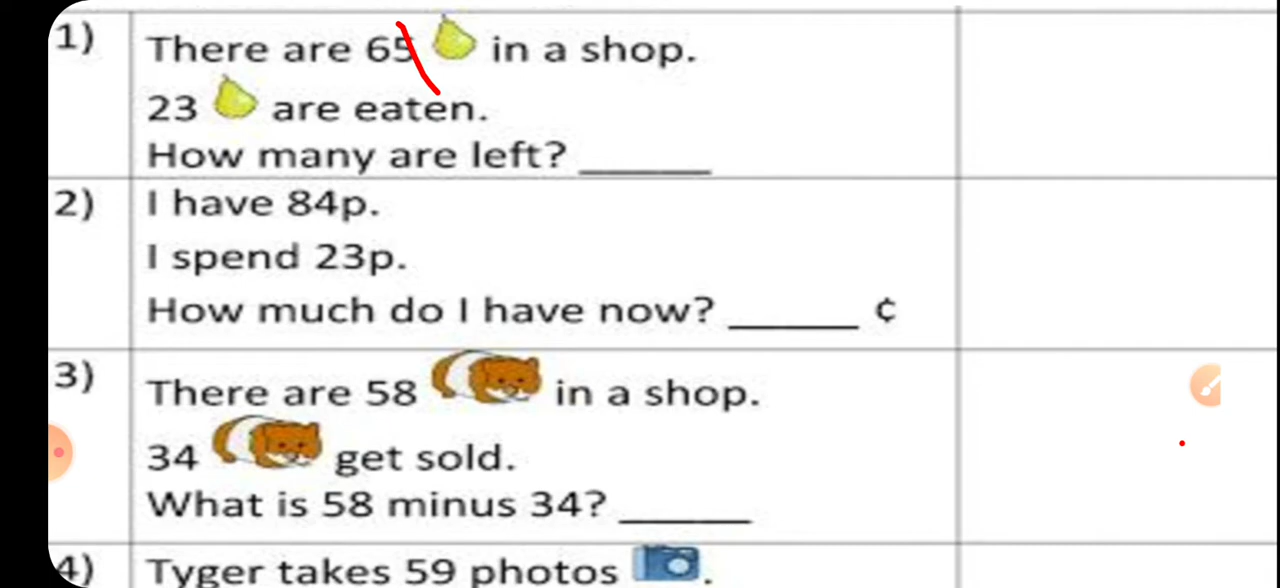 1) There are 65 in a shop.
23 are eaten.
How many are left? ______
2) I have 84p.
I spend 23p.
How much do I have now? ______ ¢
3) There are 58 in a shop.
34 get sold.
What is 58 minus 34? ______
4) Tyger takes 59 photos .